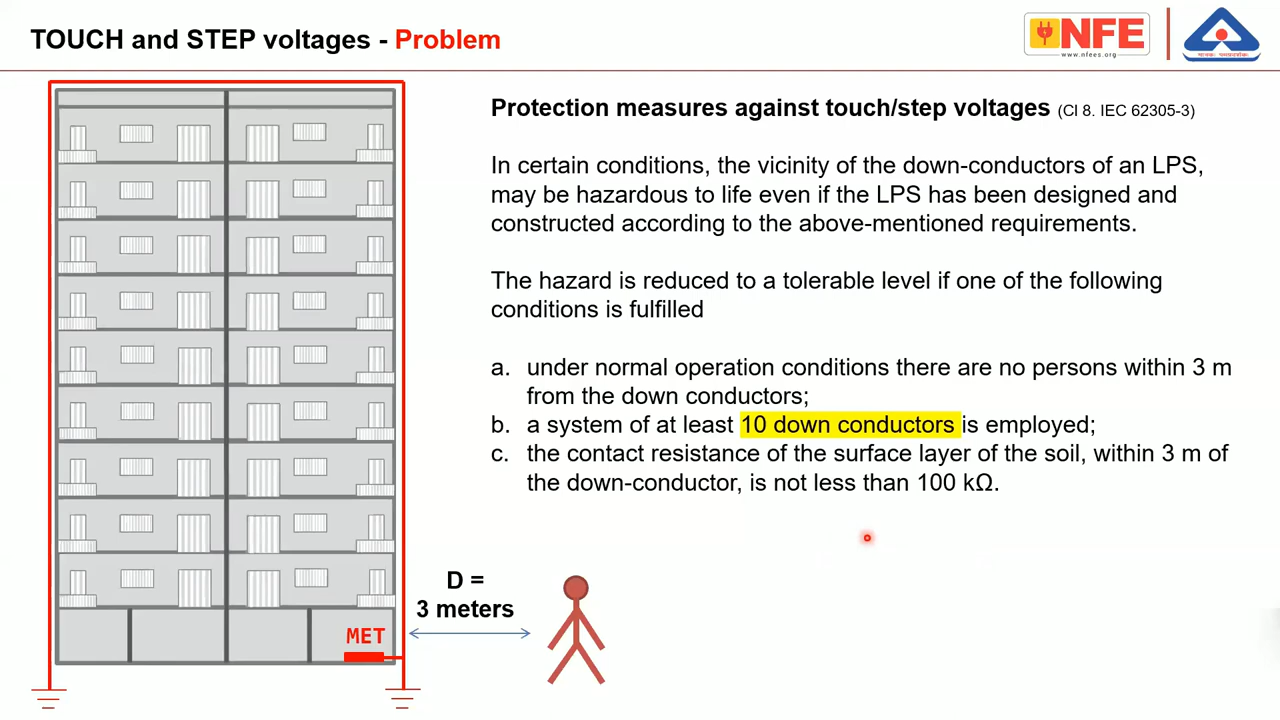 TOUCH and STEP voltages - Problem
NFE
www.nfees.org
Protection measures against touch/step voltages (Cl 8. IEC 62305-3)
In certain conditions, the vicinity of the down-conductors of an LPS,
may be hazardous to life even if the LPS has been designed and
constructed according to the above-mentioned requirements.
The hazard is reduced to a tolerable level if one of the following
conditions is fulfilled
a. under normal operation conditions there are no persons within 3 m
from the down conductors;
b. a system of at least 10 down conductors is employed;
c. the contact resistance of the surface layer of the soil, within 3 m of
the down-conductor, is not less than 100 kΩ.
D =
3 meters
MET